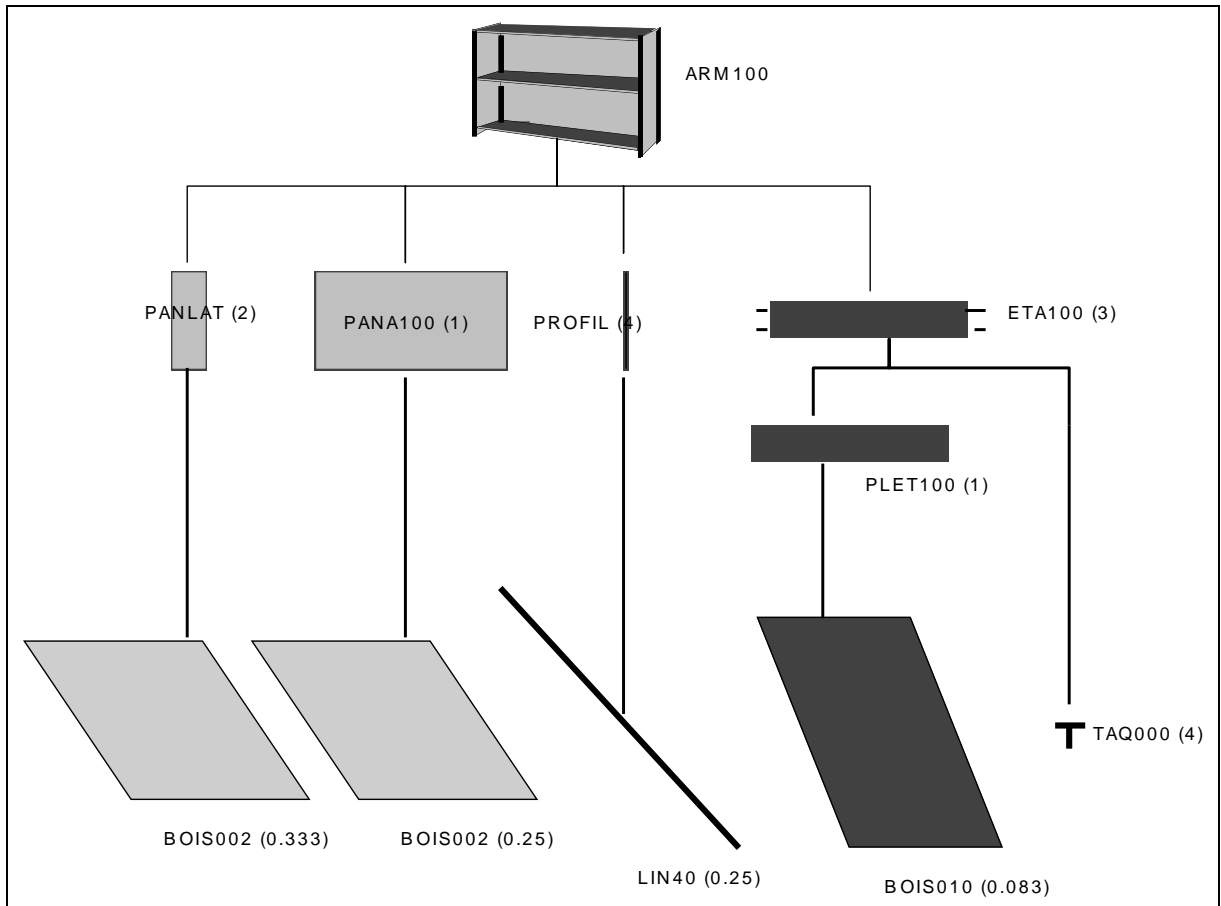 ARM100
PANLAT (2)
PANA100 (1)
PROFIL (4)
ETA100 (3)
PLET100 (1)
TAQ000 (4)
BOIS002 (0.333)
BOIS002 (0.25)
LIN40 (0.25)
BOIS010 (0.083)